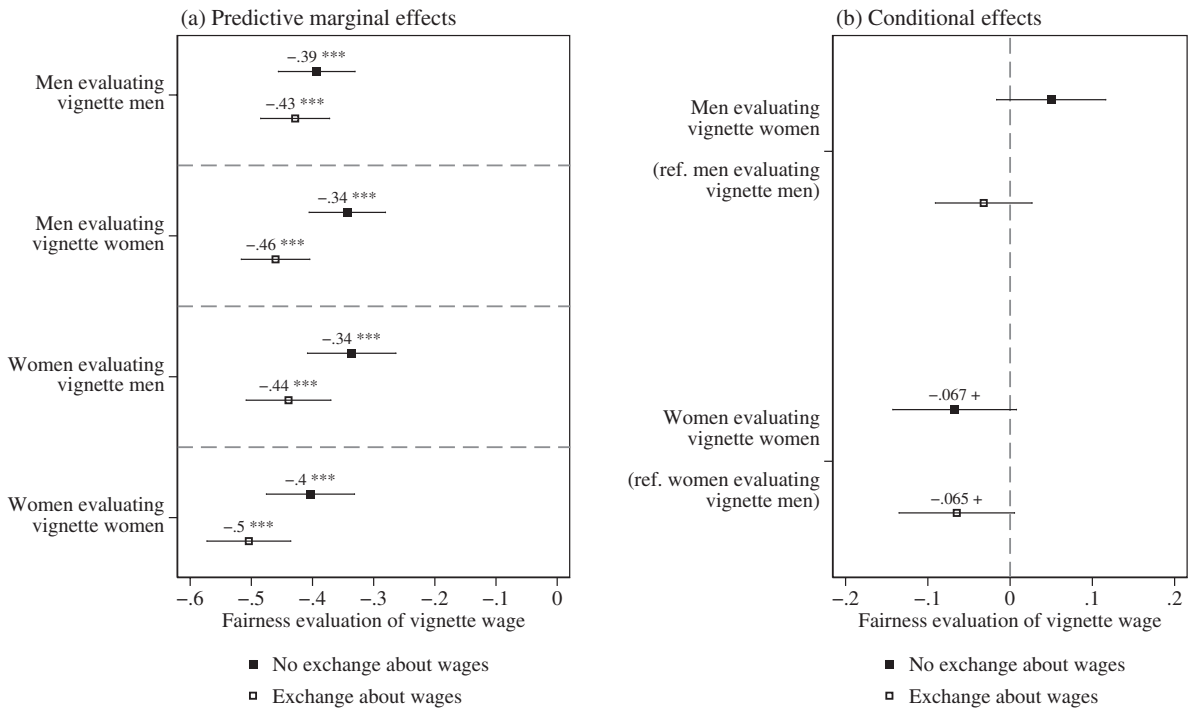 (a) Predictive marginal effects
Men evaluating
vignette men
−.39 ***
−.43 ***
Men evaluating
vignette women
−.34 ***
−.46 ***
Women evaluating
vignette men
−.34 ***
−.44 ***
Women evaluating
vignette women
−.4 ***
−.5 ***
−.6 −.5 −.4 −.3 −.2 −.1 0
Fairness evaluation of vignette wage
No exchange about wages
Exchange about wages
(b) Conditional effects
Men evaluating
vignette women
(ref. men evaluating
vignette men)
Women evaluating
vignette women
(ref. women evaluating
vignette men)
−.067 +
−.065 +
−.2 −.1 0 .1 .2
Fairness evaluation of vignette wage
No exchange about wages
Exchange about wages